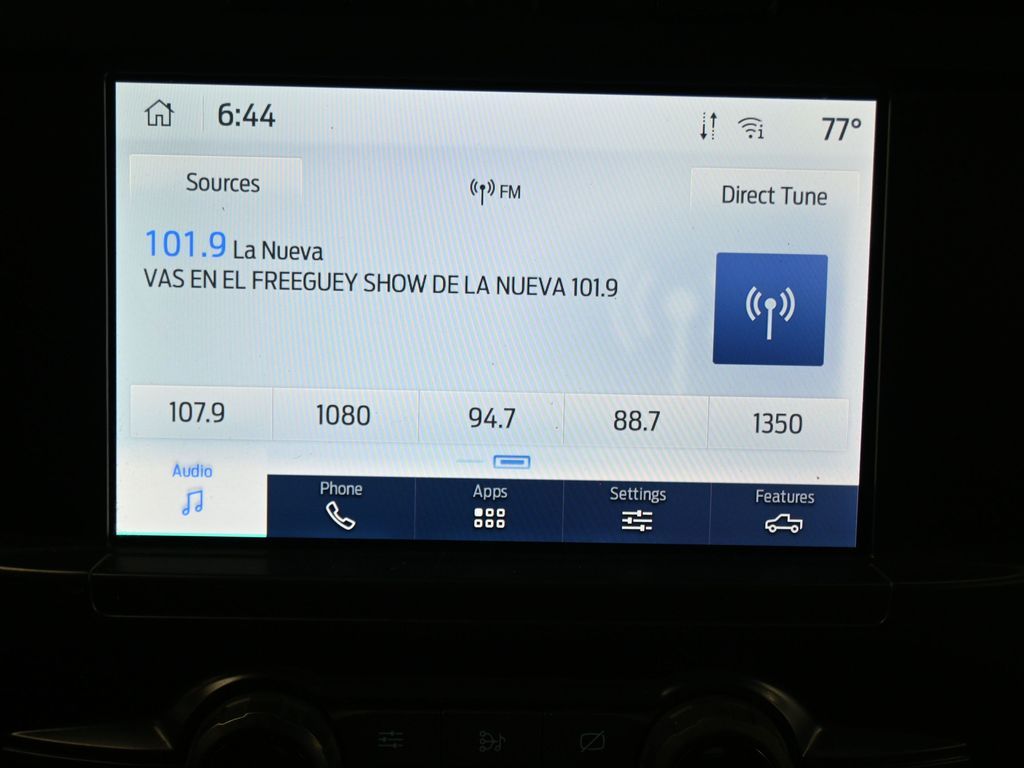 6:44 77°
Sources FM Direct Tune
101.9 La Nueva
VAS EN EL FREEGUEY SHOW DE LA NUEVA 101.9
107.9 1080 94.7 88.7 1350
Audio Phone Apps Settings Features